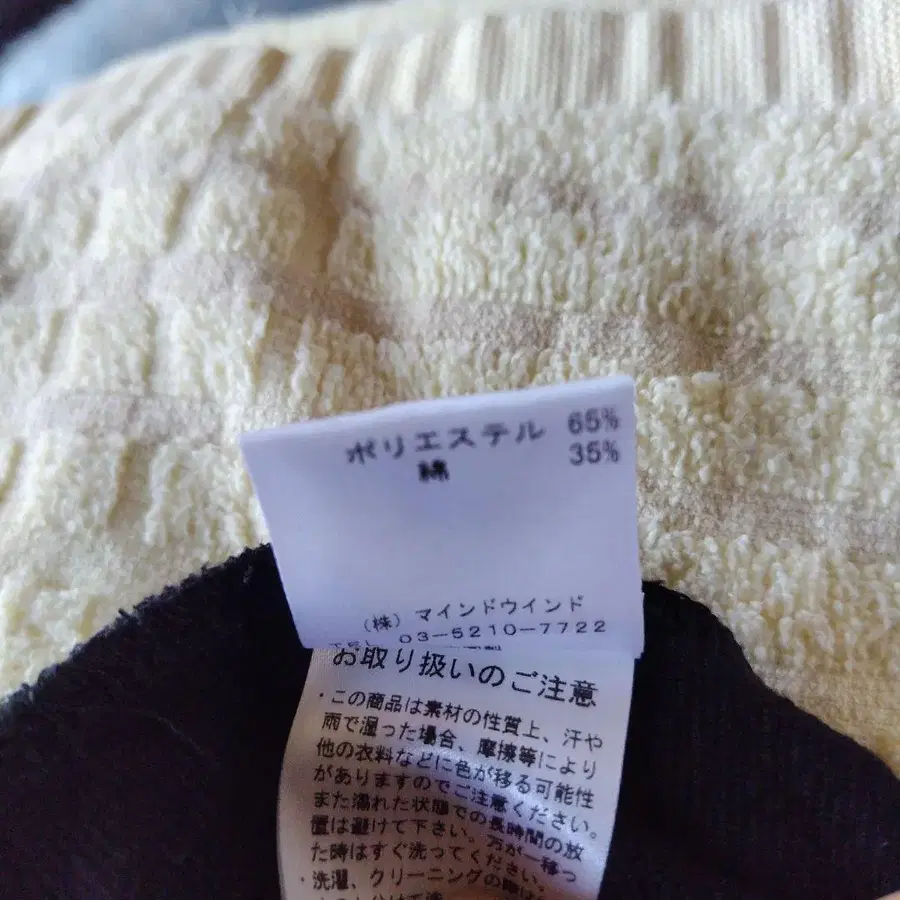 ポリエステル 65%
綿 35%
(株) マインドウインド
TEL 03-5210-7722
お取り扱いのご注意
・この商品は素材の性質上、汗や
雨で湿った場合、摩擦等により
他の衣料などに色が移る可能性
がありますのでご注意ください。
また濡れた状態での長時間の放
置は避けて下さい。万が一移っ
た時はすぐ洗ってください。
・洗濯、クリーニングの際は